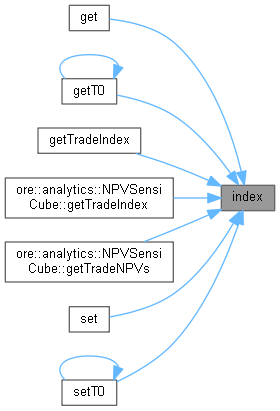 get
getT0
getTradeIndex
index
ore::analytics::NPVSensi
Cube::getTradeIndex
ore::analytics::NPVSensi
Cube::getTradeNPVs
set
setT0